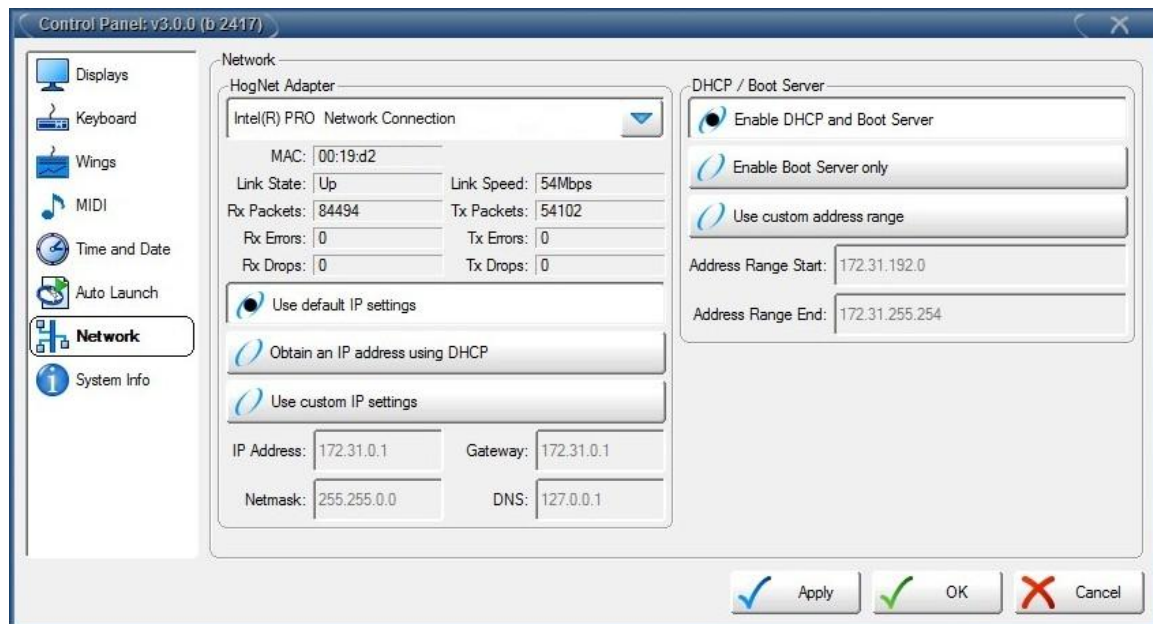 Control Panel: v3.0.0 (b 2417)
Displays
Keyboard
Wings
MIDI
Time and Date
Auto Launch
Network
System Info
Network
HogNet Adapter
Intel(R) PRO Network Connection
MAC: 00:19:d2
Link State: Up Link Speed: 54Mbps
Rx Packets: 84494 Tx Packets: 54102
Rx Errors: 0 Tx Errors: 0
Rx Drops: 0 Tx Drops: 0
Use default IP settings
Obtain an IP address using DHCP
Use custom IP settings
IP Address: 172.31.0.1 Gateway: 172.31.0.1
Netmask: 255.255.0.0 DNS: 127.0.0.1
DHCP / Boot Server
Enable DHCP and Boot Server
Enable Boot Server only
Use custom address range
Address Range Start: 172.31.192.0
Address Range End: 172.31.255.254
Apply OK Cancel